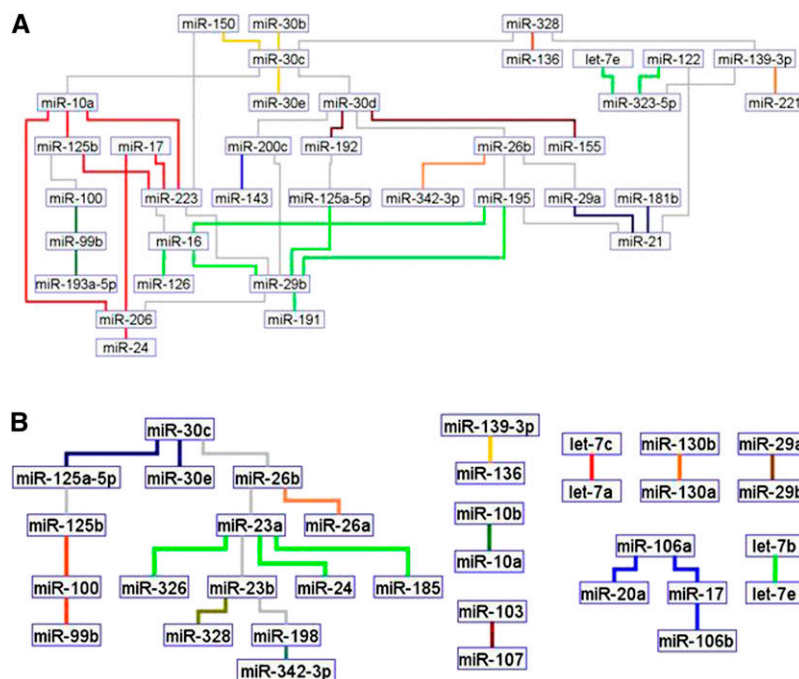 A
miR-150 miR-30b miR-328
miR-30c miR-136 let-7e miR-122 miR-139-3p
miR-10a miR-30e miR-30d miR-323-5p miR-221
miR-125b miR-17 miR-200c miR-192 miR-26b miR-155
miR-100 miR-223 miR-143 miR-125a-5p miR-342-3p miR-195 miR-29a miR-181b
miR-99b miR-16 miR-21
miR-193a-5p miR-126 miR-29b
miR-206 miR-191
miR-24
B
miR-30c miR-139-3p let-7c miR-130b miR-29a
miR-125a-5p miR-30e miR-26b miR-136 let-7a miR-130a miR-29b
miR-125b miR-23a miR-26a miR-10b
miR-106a let-7b
miR-100 miR-326 miR-23b miR-24 miR-185 miR-10a miR-20a miR-17 let-7e
miR-99b miR-328 miR-198 miR-103 miR-106b
miR-342-3p miR-107